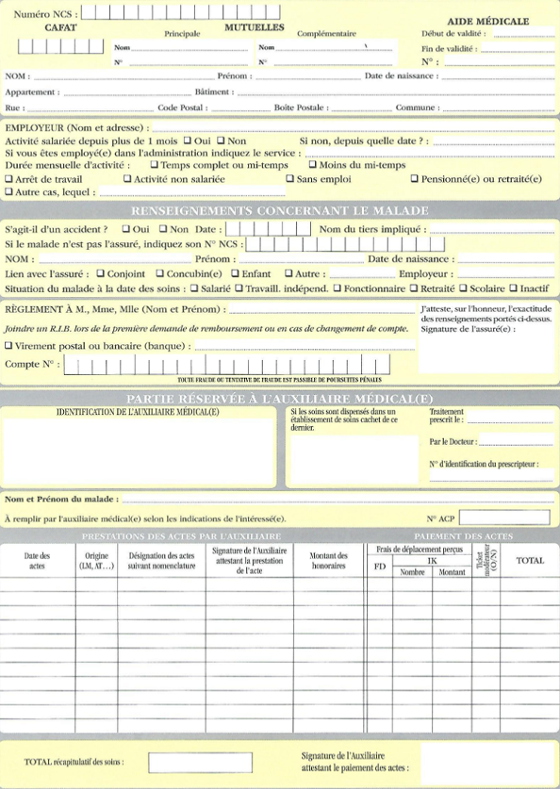 Numéro NCS :
CAFAT
MUTUELLES
AIDE MÉDICALE
Principale
Complémentaire
Début de validité :
Nom
Nom
Fin de validité :
N°
N°
N° :
NOM : Prénom : Date de naissance :
Appartement : Bâtiment :
Rue : Code Postal : Boîte Postale : Commune :
EMPLOYEUR (Nom et adresse) :
Activité salariée depuis plus de 1 mois ❑ Oui ❑ Non Si non, depuis quelle date ? :
Si vous êtes employé(e) dans l'administration indiquez le service :
Durée mensuelle d'activité : ❑ Temps complet ou mi-temps ❑ Moins du mi-temps
❑ Arrêt de travail ❑ Activité non salariée ❑ Sans emploi ❑ Pensionné(e) ou retraité(e)
❑ Autre cas, lequel :
RENSEIGNEMENTS CONCERNANT LE MALADE
S'agit-il d'un accident ? ❑ Oui ❑ Non Date : Nom du tiers impliqué :
Si le malade n'est pas l'assuré, indiquez son N° NCS :
NOM : Prénom : Date de naissance :
Lien avec l'assuré : ❑ Conjoint ❑ Concubin(e) ❑ Enfant ❑ Autre : Employeur :
Situation du malade à la date des soins : ❑ Salarié ❑ Travaill. indépend. ❑ Fonctionnaire ❑ Retraité ❑ Scolaire ❑ Inactif
RÈGLEMENT À M., Mme, Mlle (Nom et Prénom) :
J'atteste, sur l'honneur, l'exactitude
des renseignements portés ci-dessus.
Signature de l'assuré(e) :
Joindre un R.I.B. lors de la première demande de remboursement ou en cas de changement de compte.
❑ Virement postal ou bancaire (banque) :
Compte N° :
TOUTE FRAUDE OU TENTATIVE DE FRAUDE EST PASSIBLE DE POURSUITES PÉNALES
PARTIE RÉSERVÉE À L'AUXILIAIRE MÉDICAL(E)
IDENTIFICATION DE L'AUXILIAIRE MÉDICAL(E)
Si les soins sont dispensés dans un
établissement de soins cachet de ce
dernier.
Traitement
prescrit le :
Par le Docteur :
N° d'identification du prescripteur :
Nom et Prénom du malade :
À remplir par l'auxiliaire médical(e) selon les indications de l'intéressé(e). N° ACP
PRESTATIONS DES ACTES PAR L'AUXILIAIRE
PAIEMENT DES ACTES
Date des
actes
Origine
(LM, AT…)
Désignation des actes
suivant nomenclature
Signature de l'Auxiliaire
attestant la prestation
de l'acte
Montant des
honoraires
Frais de déplacement perçus
FD
IK
Nombre
Montant
Ticket
modérateur
(O/N)
TOTAL
TOTAL récapitulatif des soins :
Signature de l'Auxiliaire
attestant le paiement des actes :